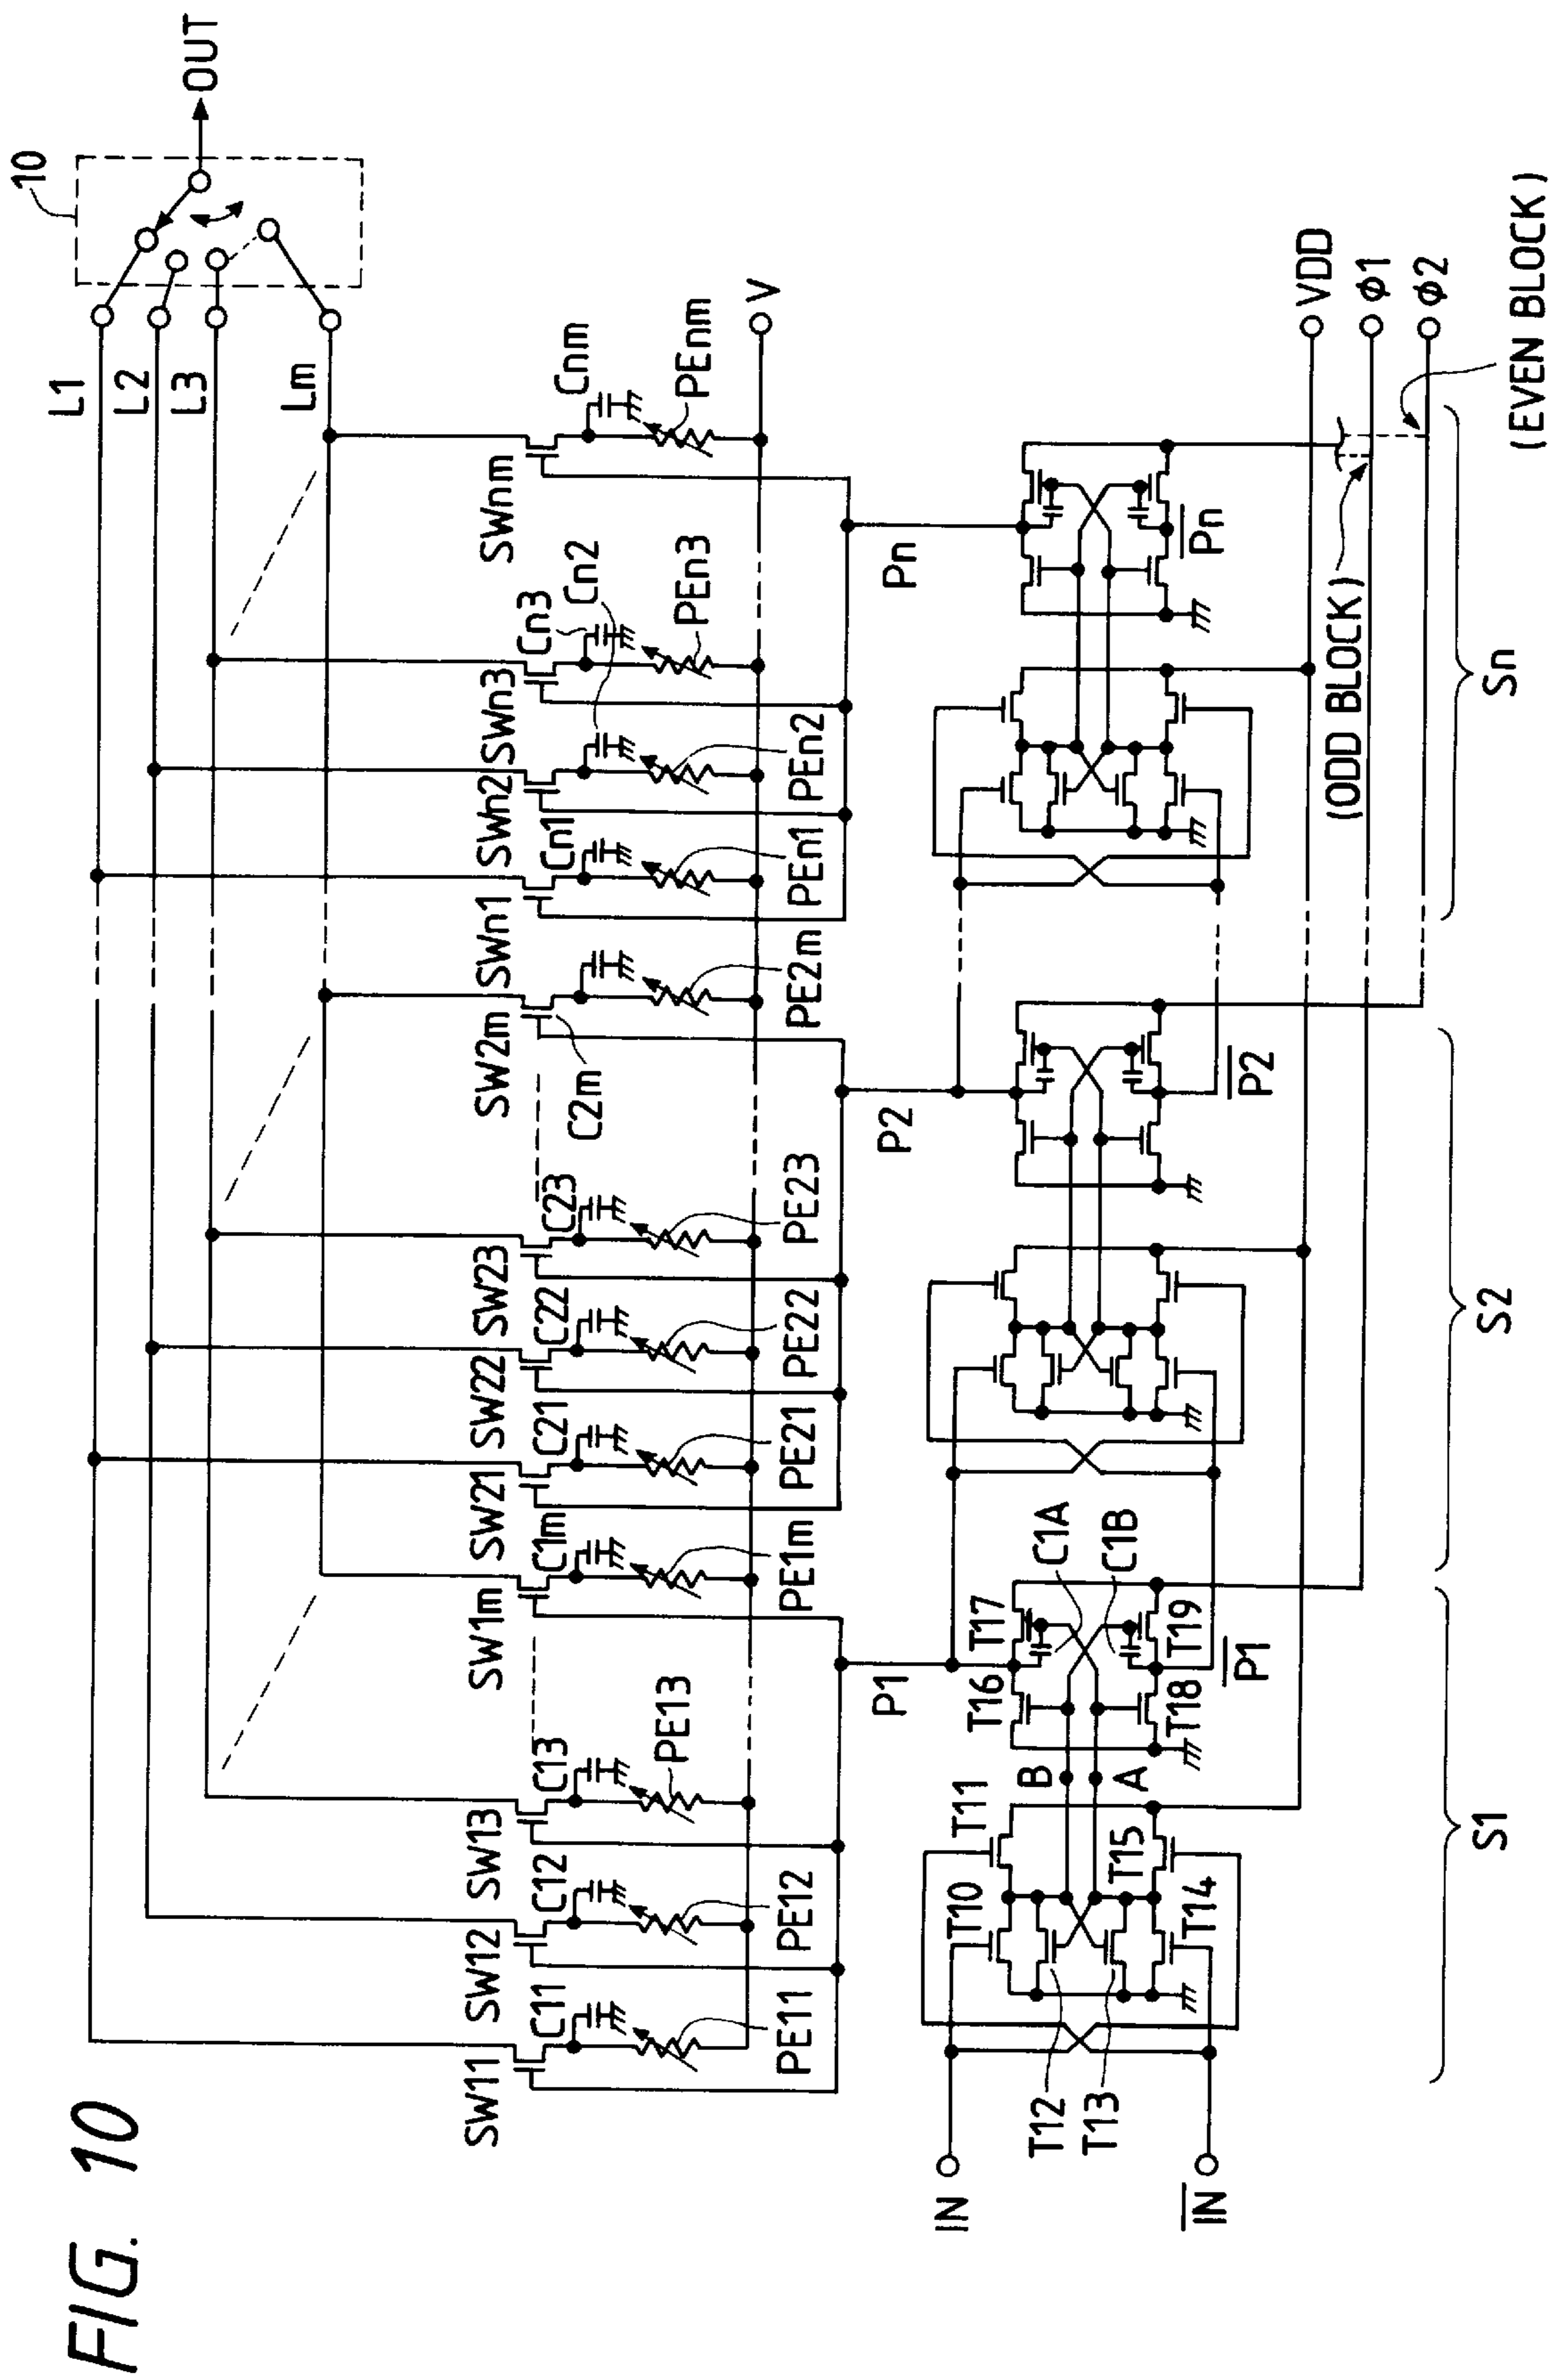 FIG. 10
10
OUT
L1
L2
L3
Lm
SW11
C11
SW12
C12
SW13
C13
SW1m
C1m
SW21
C21
SW22
C22
SW23
C23
SW2m
C2m
SWn1
Cn1
SWn2
Cn2
SWn3
Cn3
SWnm
Cnm
PE11
PE12
PE13
PE1m
PE21
PE22
PE23
PE2m
PEn1
PEn2
PEn3
PEnm
V
P1
P2
Pn
IN
I̅N̅
T10
T11
T12
T13
T14
T15
B
A
T16
T17
T18
T19
C1A
C1B
P̅1̅
P̅2̅
P̅n̅
VDD
Φ1
Φ2
(ODD BLOCK)
(EVEN BLOCK)
S1
S2
Sn